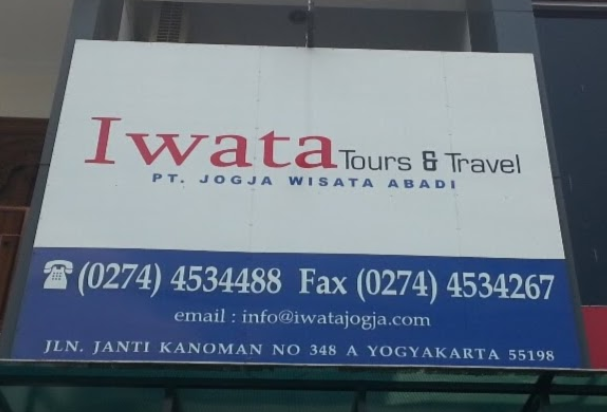 Iwata Tours & Travel
PT. JOGJA WISATA ABADI
☎ (0274) 4534488 Fax (0274) 4534267
email : info@iwatajogja.com
JLN. JANTI KANOMAN NO 348 A YOGYAKARTA 55198